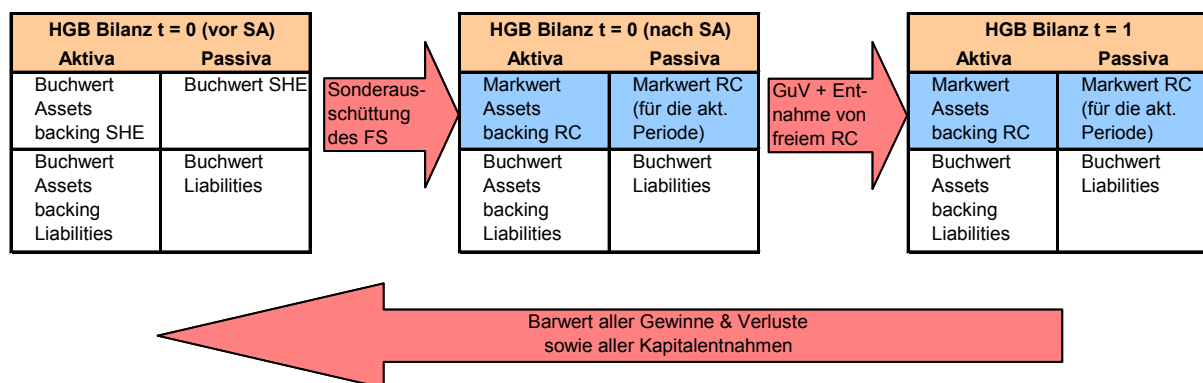 HGB Bilanz t = 0 (vor SA)
Aktiva
Passiva
Buchwert
Assets
backing SHE
Buchwert SHE
Buchwert
Assets
backing
Liabilities
Buchwert
Liabilities
Sonderaus-
schüttung
des FS
HGB Bilanz t = 0 (nach SA)
Aktiva
Passiva
Markwert
Assets
backing RC
Markwert RC
(für die akt.
Periode)
Buchwert
Assets
backing
Liabilities
Buchwert
Liabilities
GuV + Ent-
nahme von
freiem RC
HGB Bilanz t = 1
Aktiva
Passiva
Markwert
Assets
backing RC
Markwert RC
(für die akt.
Periode)
Buchwert
Assets
backing
Liabilities
Buchwert
Liabilities
Barwert aller Gewinne & Verluste
sowie aller Kapitalentnahmen